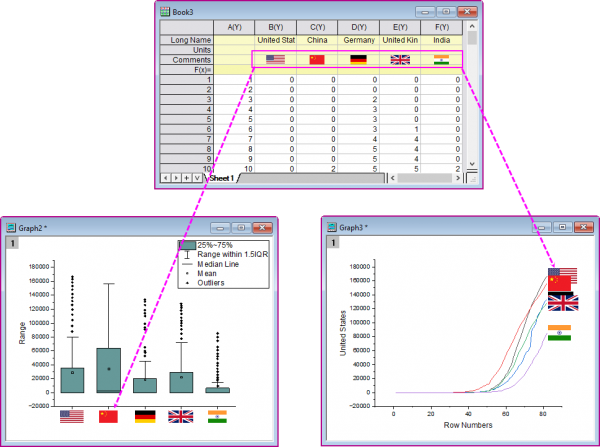 Book3
A(Y) B(Y) C(Y) D(Y) E(Y) F(Y)
Long Name United Stat China Germany United Kin India
Units
Comments
F(x)=
1 0 0 0 0 0
2 2 0 0 0 0 0
3 3 0 0 2 0 0
4 4 0 0 3 0 0
5 5 0 0 3 0 0
6 6 0 0 3 1 0
7 7 0 0 4 4 0
8 8 0 0 5 4 0
9 9 0 0 5 4 0
10 10 0 2 5 5 2
Sheet1
Graph2 *
1
25%~75%
Range within 1.5IQR
Median Line
Mean
Outliers
180000
160000
140000
120000
100000
80000
60000
40000
20000
0
-20000
Range
Graph3 *
1
180000
160000
140000
120000
100000
80000
60000
40000
20000
0
-20000
United States
0 20 40 60 80
Row Numbers